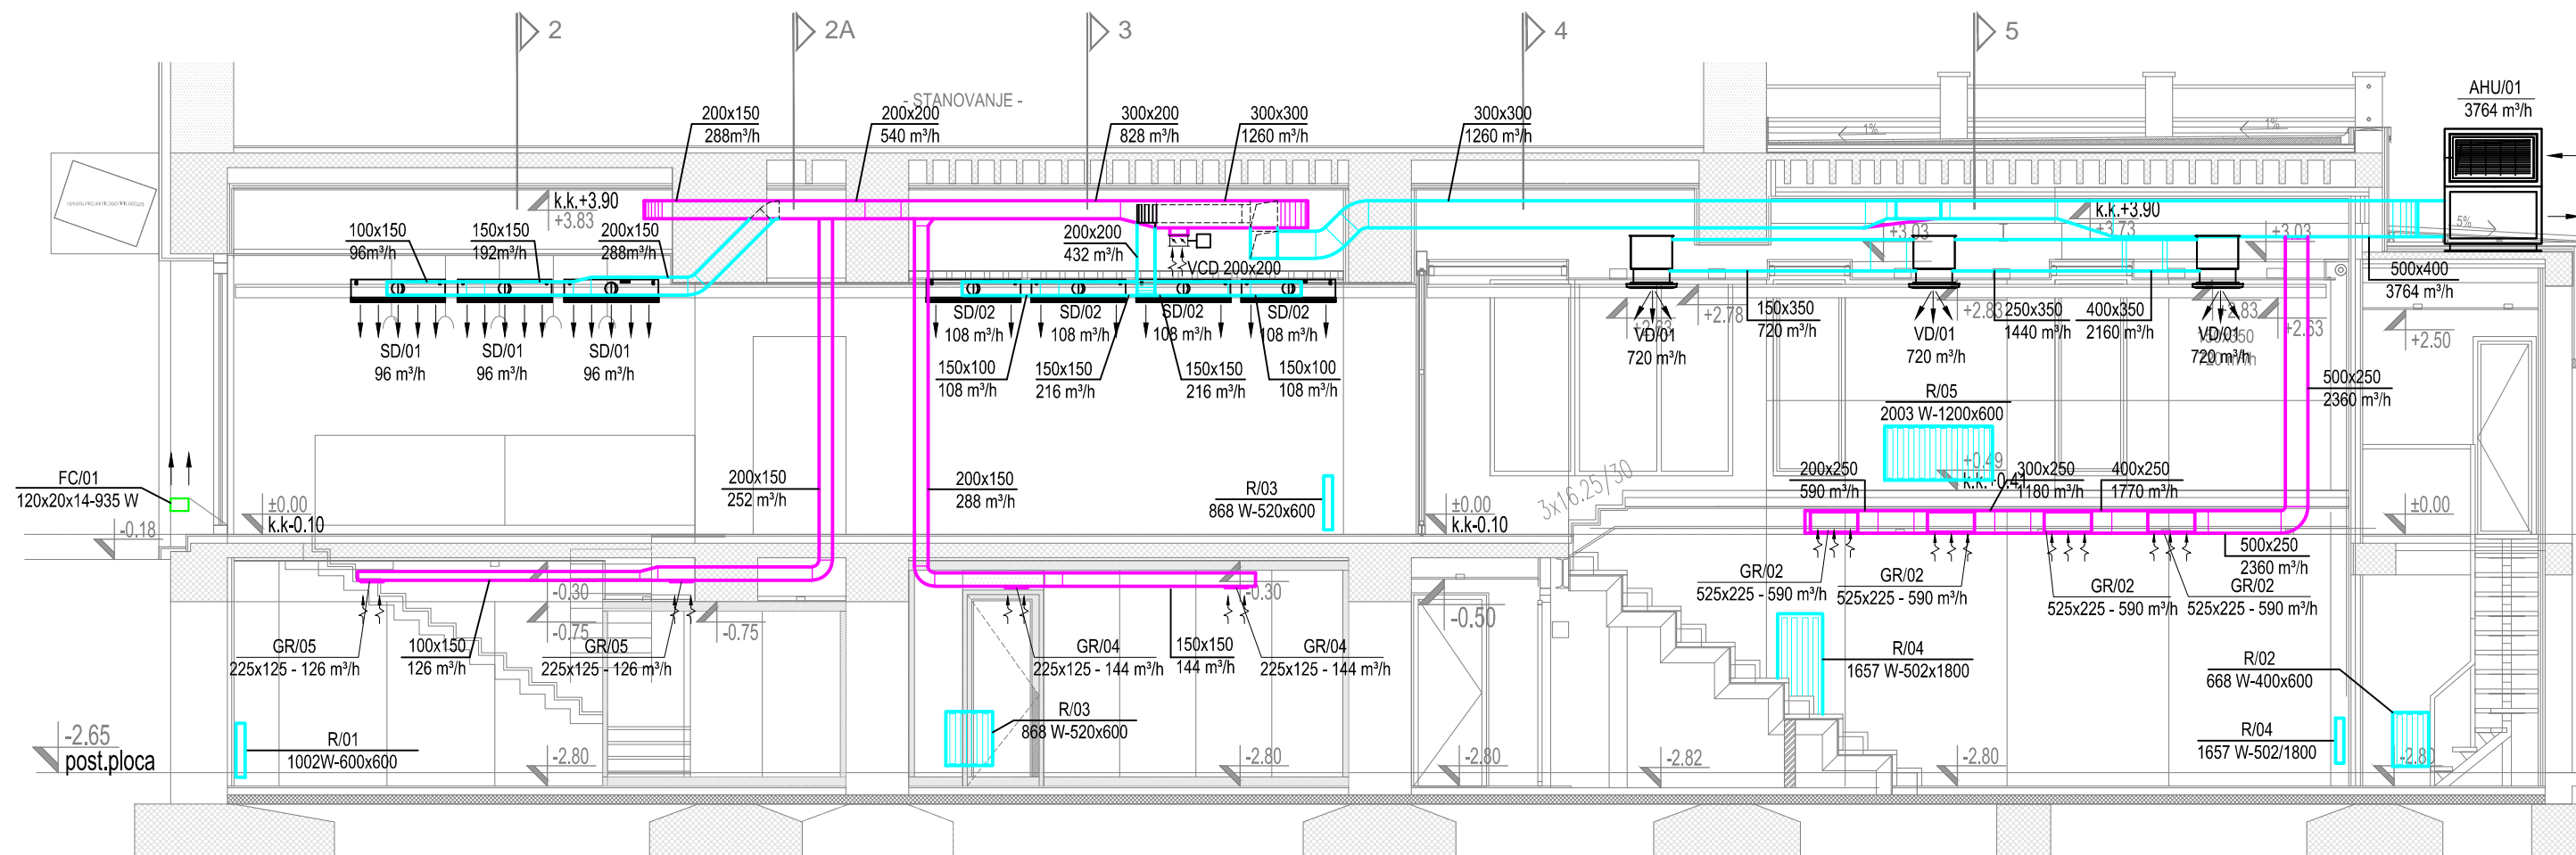 2
2A
3
4
5
- STANOVANJE -
200x150
288m³/h
200x200
540 m³/h
300x200
828 m³/h
300x300
1260 m³/h
300x300
1260 m³/h
1%
1%
AHU/01
3764 m³/h
k.k.+3.90
+3.83
100x150
96m³/h
150x150
192m³/h
200x150
288m³/h
200x200
432 m³/h
VCD 200x200
+3.03
k.k.+3.90
+3.73
+3.03
5%
500x400
3764 m³/h
SD/01
96 m³/h
SD/01
96 m³/h
SD/01
96 m³/h
SD/02
108 m³/h
SD/02
108 m³/h
SD/02
108 m³/h
SD/02
108 m³/h
150x100
108 m³/h
150x150
216 m³/h
150x150
216 m³/h
150x100
108 m³/h
+2.63
+2.78
VD/01
720 m³/h
150x350
720 m³/h
+2.83
VD/01
720 m³/h
250x350
1440 m³/h
400x350
2160 m³/h
+2.83
VD/01
720 m³/h
+2.63
+2.50
500x250
2360 m³/h
R/05
2003 W-1200x600
FC/01
120x20x14-935 W
-0.18
±0.00
k.k-0.10
200x150
252 m³/h
200x150
288 m³/h
R/03
868 W-520x600
±0.00
k.k-0.10
3x16.25/30
200x250
590 m³/h
+0.49
k.k.+0.41
300x250
1180 m³/h
400x250
1770 m³/h
±0.00
500x250
2360 m³/h
GR/02
525x225 - 590 m³/h
GR/02
525x225 - 590 m³/h
GR/02
525x225 - 590 m³/h
GR/02
525x225 - 590 m³/h
-0.30
-0.75
-0.75
-0.30
-0.50
GR/05
225x125 - 126 m³/h
100x150
126 m³/h
GR/05
225x125 - 126 m³/h
GR/04
225x125 - 144 m³/h
150x150
144 m³/h
GR/04
225x125 - 144 m³/h
R/04
1657 W-502x1800
R/02
668 W-400x600
R/03
868 W-520x600
R/01
1002W-600x600
R/04
1657 W-502/1800
-2.65
post.ploca
-2.80
-2.80
-2.80
-2.82
-2.80
-2.80